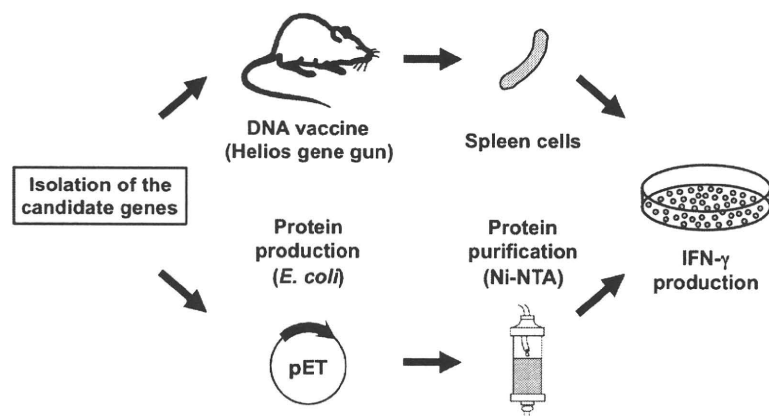 DNA vaccine
(Helios gene gun)
Spleen cells
Isolation of the
candidate genes
Protein
production
(E. coli)
Protein
purification
(Ni-NTA)
IFN-γ
production
pET